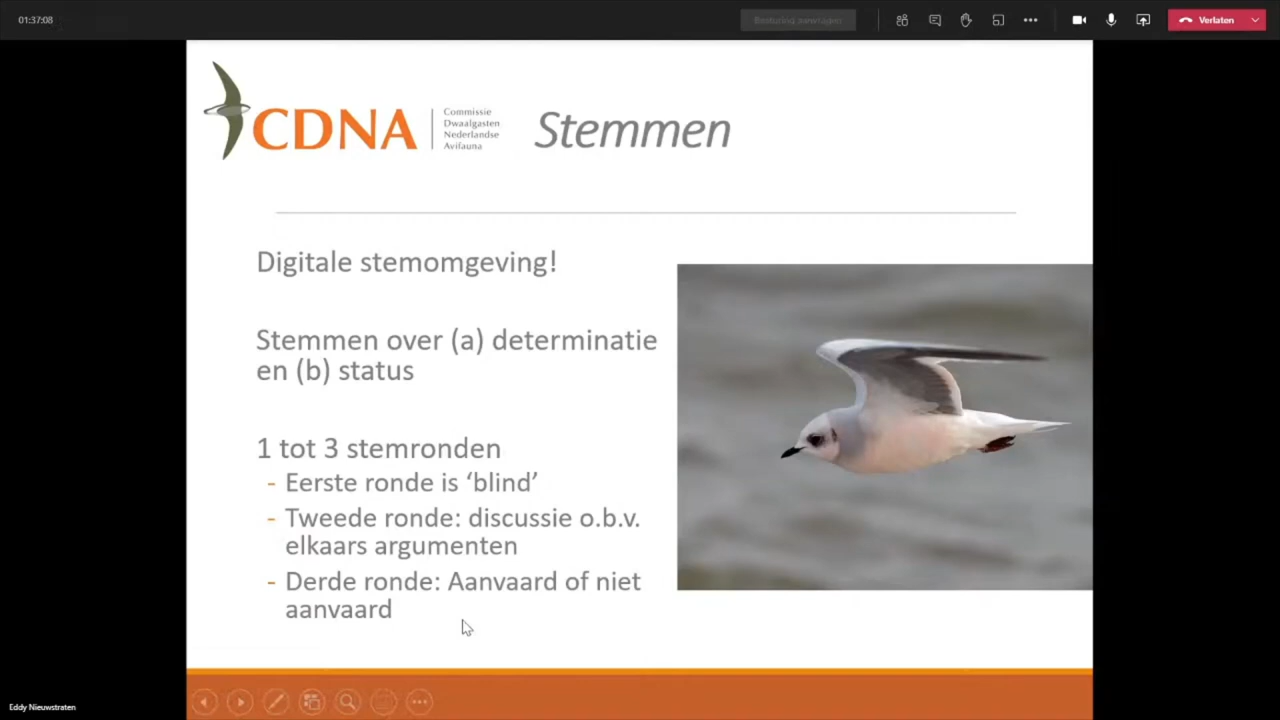 01:37:08
Besturing aanvragen
Verlaten
CDNA
Commissie
Dwaalgasten
Nederlandse
Avifauna
Stemmen
Digitale stemomgeving!
Stemmen over (a) determinatie
en (b) status
1 tot 3 stemronden
- Eerste ronde is ‘blind’
- Tweede ronde: discussie o.b.v.
elkaars argumenten
- Derde ronde: Aanvaard of niet
aanvaard
Eddy Nieuwstraten